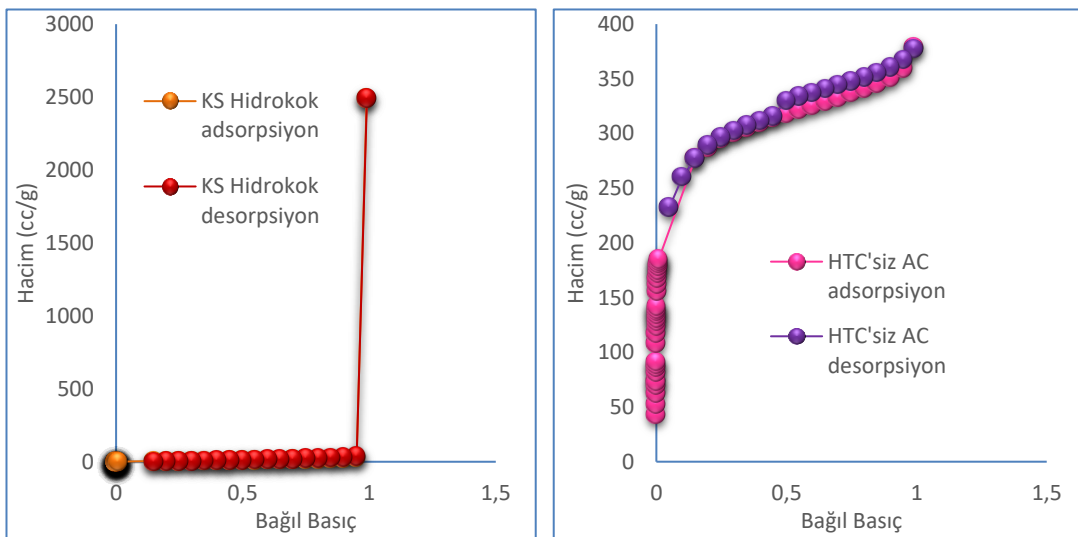 3000
2500
2000
1500
1000
500
0
0
0,5
1
1,5
Hacim (cc/g)
Bağıl Basıç
KS Hidrokok
adsorpsiyon
KS Hidrokok
desorpsiyon
400
350
300
250
200
150
100
50
0
0
0,5
1
1,5
Hacim (cc/g)
Bağıl Basıç
HTC'siz AC
adsorpsiyon
HTC'siz AC
desorpsiyon